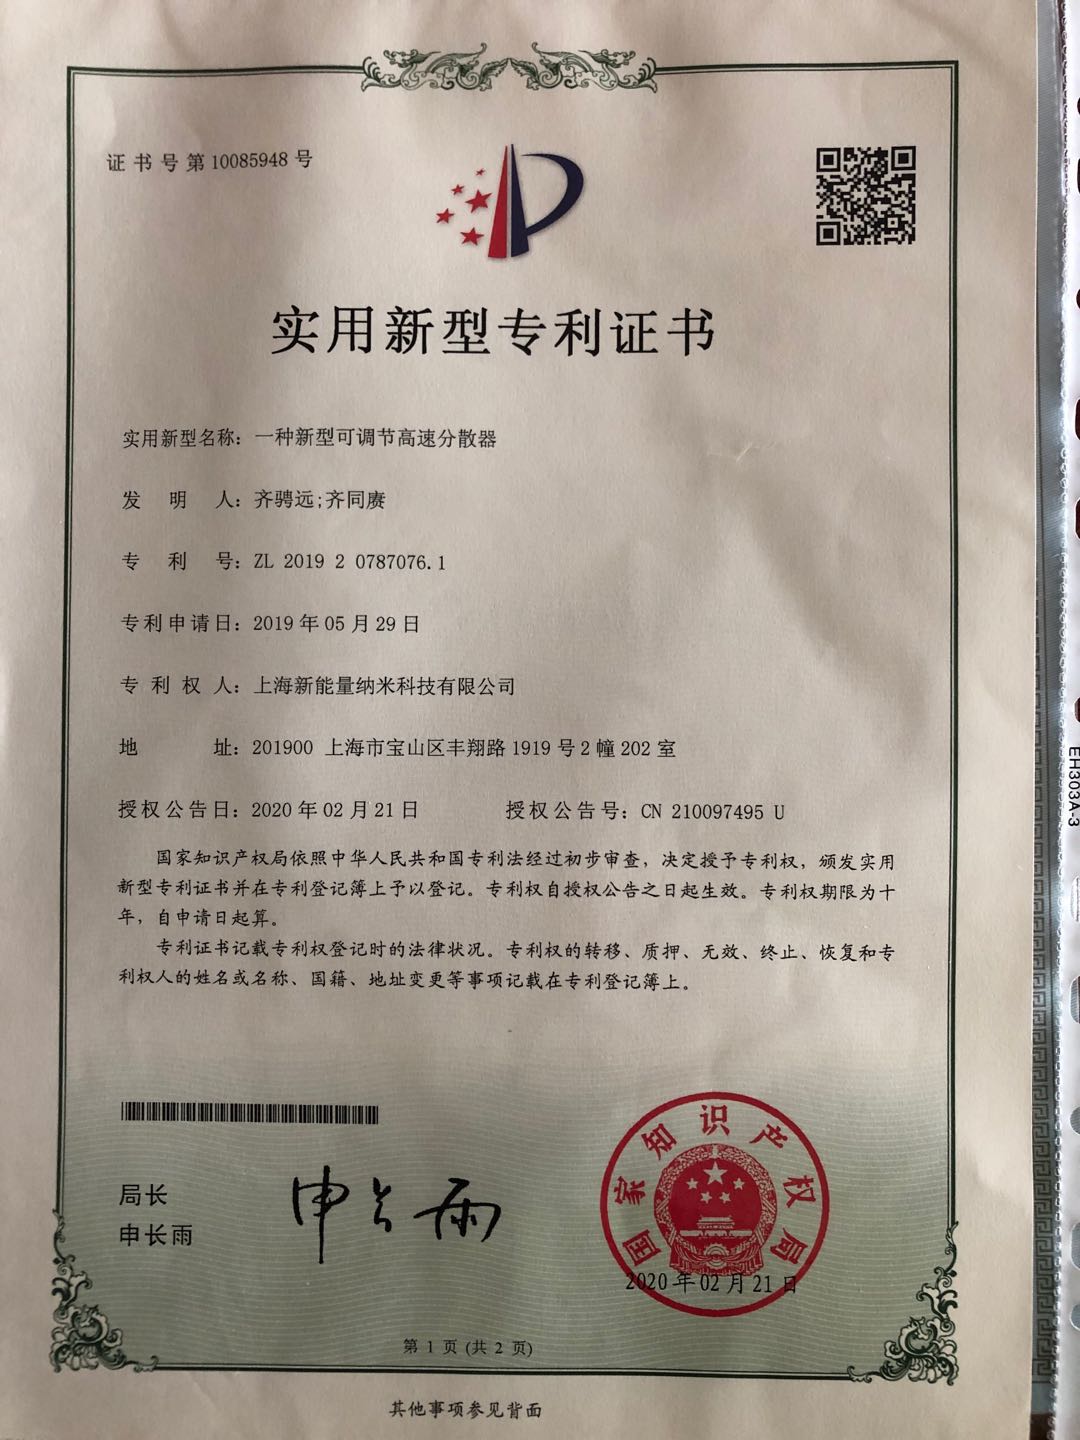 证书号第10085948号
实用新型专利证书
实用新型名称：一种新型可调节高速分散器
发明人：齐骋远;齐同赓
专利号：ZL 2019 2 0787076.1
专利申请日：2019年05月29日
专利权人：上海新能量纳米科技有限公司
地址：201900 上海市宝山区丰翔路1919号2幢202室
授权公告日：2020年02月21日 授权公告号：CN 210097495 U
国家知识产权局依照中华人民共和国专利法经过初步审查，决定授予专利权，颁发实用
新型专利证书并在专利登记簿上予以登记。专利权自授权公告之日起生效。专利权期限为十
年，自申请日起算。
专利证书记载专利权登记时的法律状况。专利权的转移、质押、无效、终止、恢复和专
利权人的姓名或名称、国籍、地址变更等事项记载在专利登记簿上。
局长
申长雨
申长雨
国家知识产权局
2020年02月21日
第 1 页 (共 2 页)
其他事项参见背面
EH303A-3